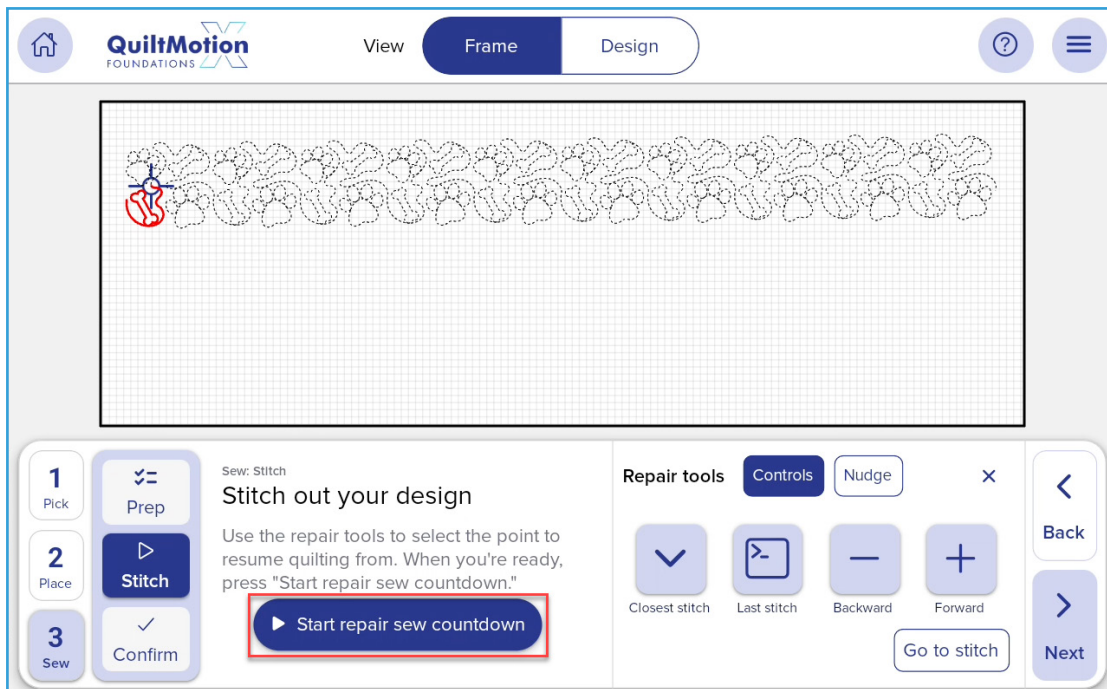 QuiltMotion
FOUNDATIONS
View
Frame
Design
?
1
Pick
2
Place
3
Sew
Prep
Stitch
Confirm
Sew: Stitch
Stitch out your design
Use the repair tools to select the point to
resume quilting from. When you're ready,
press "Start repair sew countdown."
Start repair sew countdown
Repair tools
Controls
Nudge
Closest stitch
Last stitch
Backward
Forward
Go to stitch
Back
Next